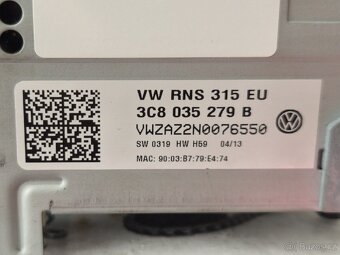 VW RNS 315 EU
3C8 035 279 B
VWZAZ2N0076550
SW 0319 HW H59 04/13
MAC: 90:03:B7:79:E4:74